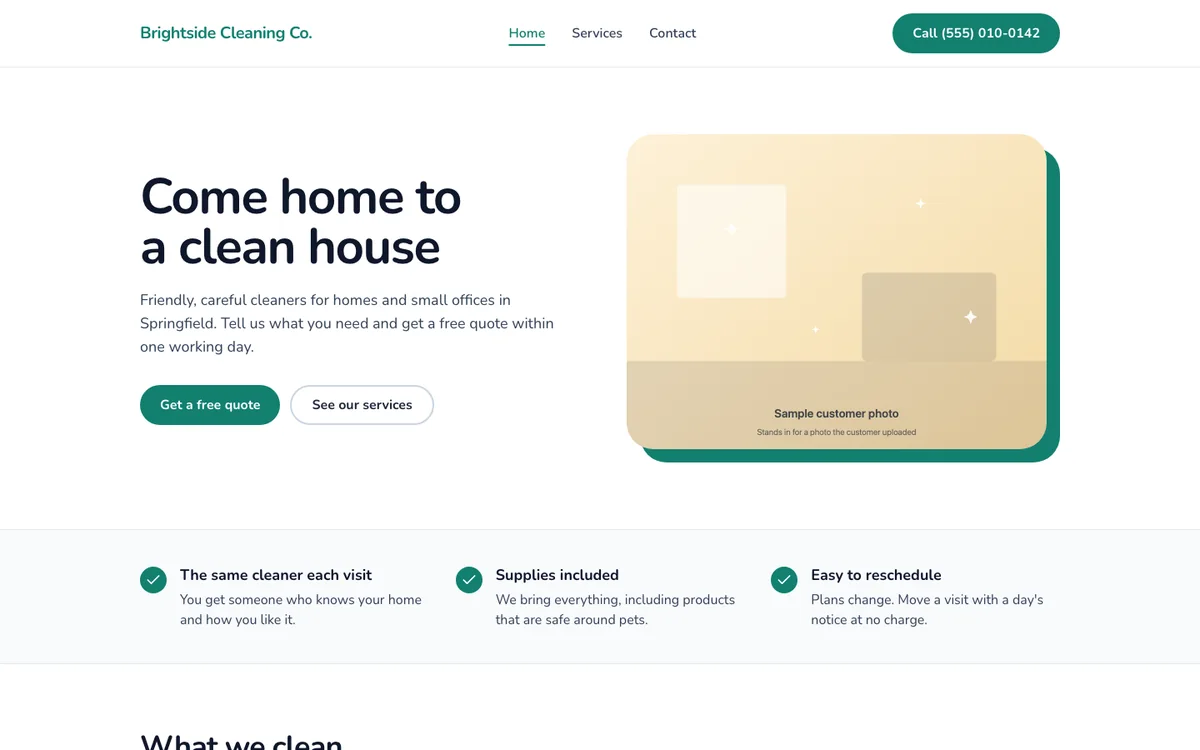 Brightside Cleaning Co.
Home
Services
Contact
Call (555) 010-0142
Come home to
a clean house
Friendly, careful cleaners for homes and small offices in
Springfield. Tell us what you need and get a free quote within
one working day.
Get a free quote
See our services
Sample customer photo
Stands in for a photo the customer uploaded
The same cleaner each visit
You get someone who knows your home
and how you like it.
Supplies included
We bring everything, including products
that are safe around pets.
Easy to reschedule
Plans change. Move a visit with a day's
notice at no charge.
What we clean